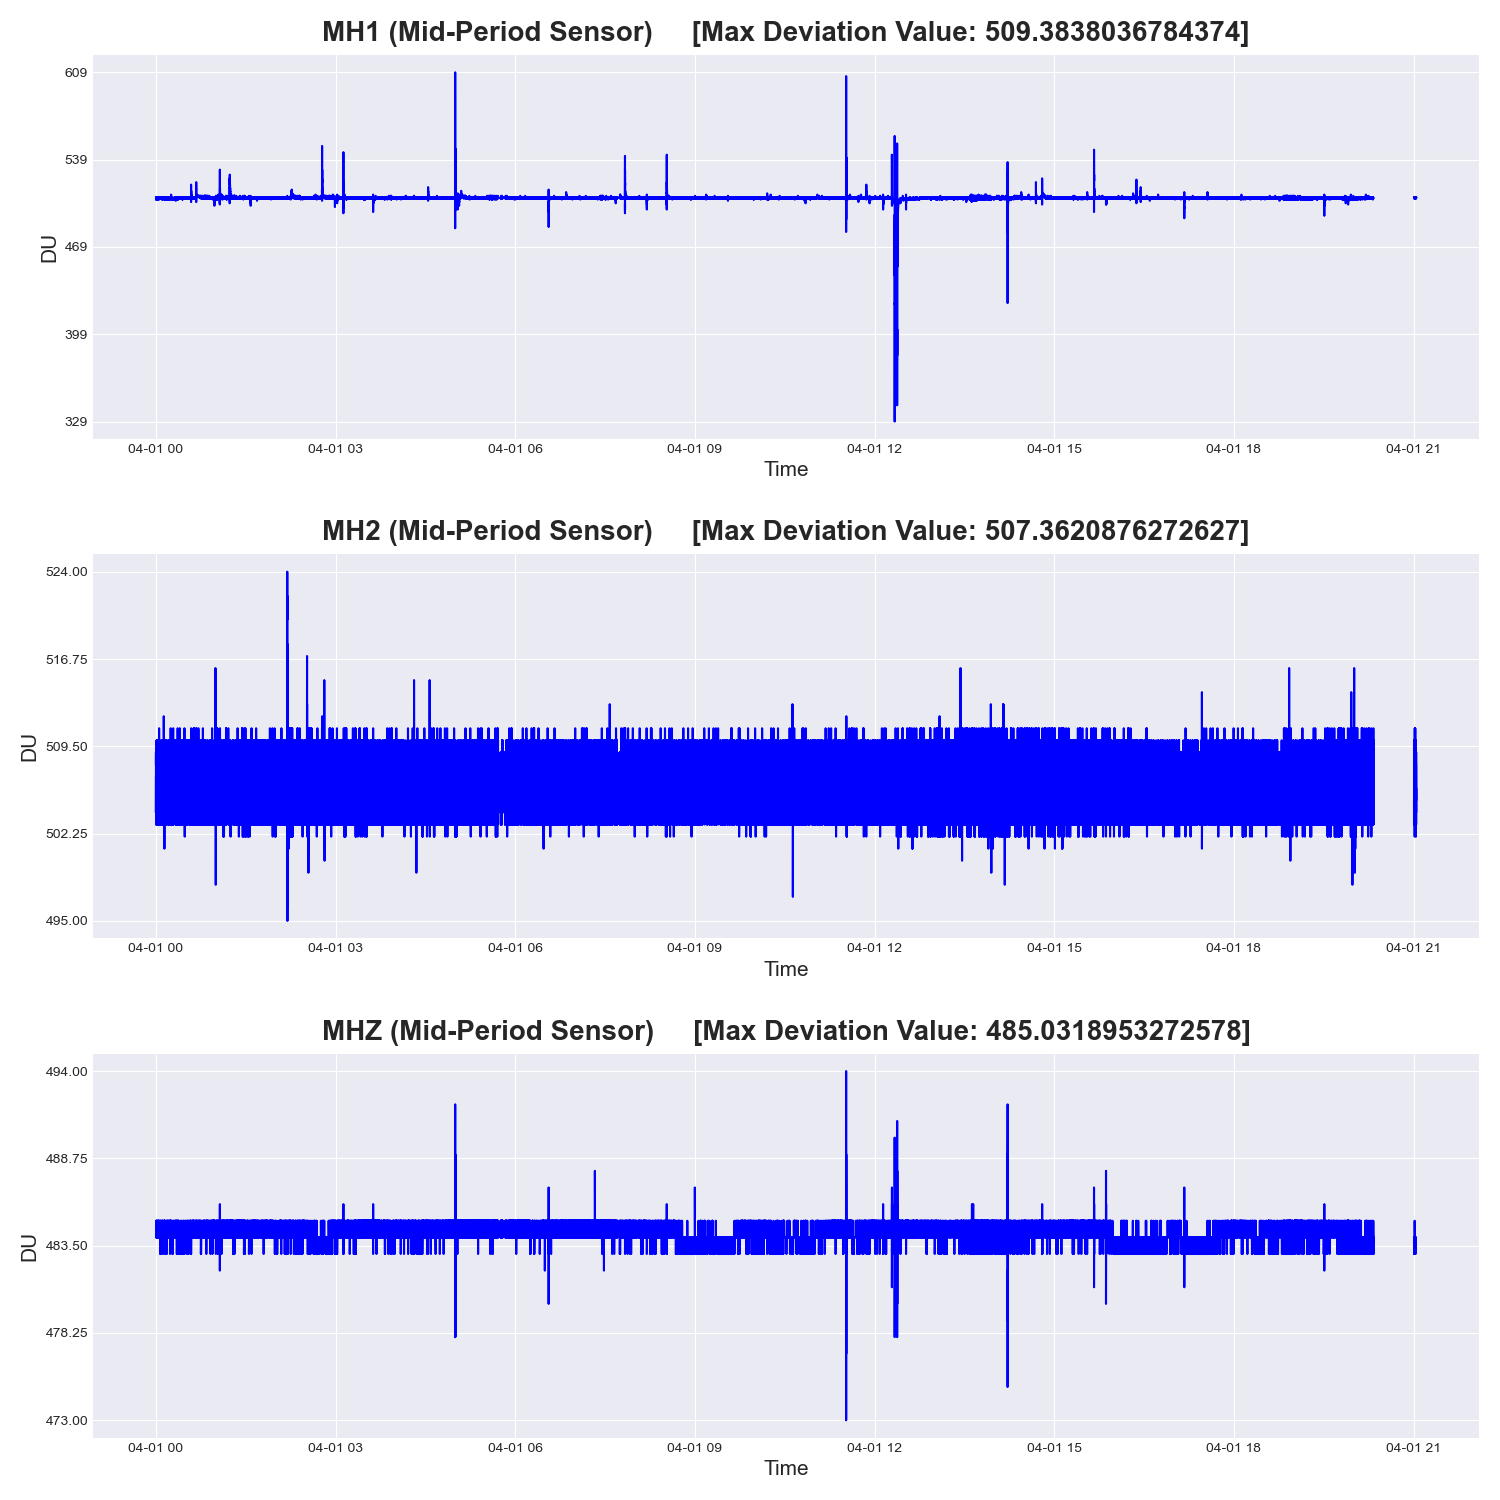 MH1 (Mid-Period Sensor) [Max Deviation Value: 509.3838036784374]
609
539
469
399
329
DU
04-01 00 04-01 03 04-01 06 04-01 09 04-01 12 04-01 15 04-01 18 04-01 21
Time
MH2 (Mid-Period Sensor) [Max Deviation Value: 507.3620876272627]
524.00
516.75
509.50
502.25
495.00
DU
04-01 00 04-01 03 04-01 06 04-01 09 04-01 12 04-01 15 04-01 18 04-01 21
Time
MHZ (Mid-Period Sensor) [Max Deviation Value: 485.0318953272578]
494.00
488.75
483.50
478.25
473.00
DU
04-01 00 04-01 03 04-01 06 04-01 09 04-01 12 04-01 15 04-01 18 04-01 21
Time